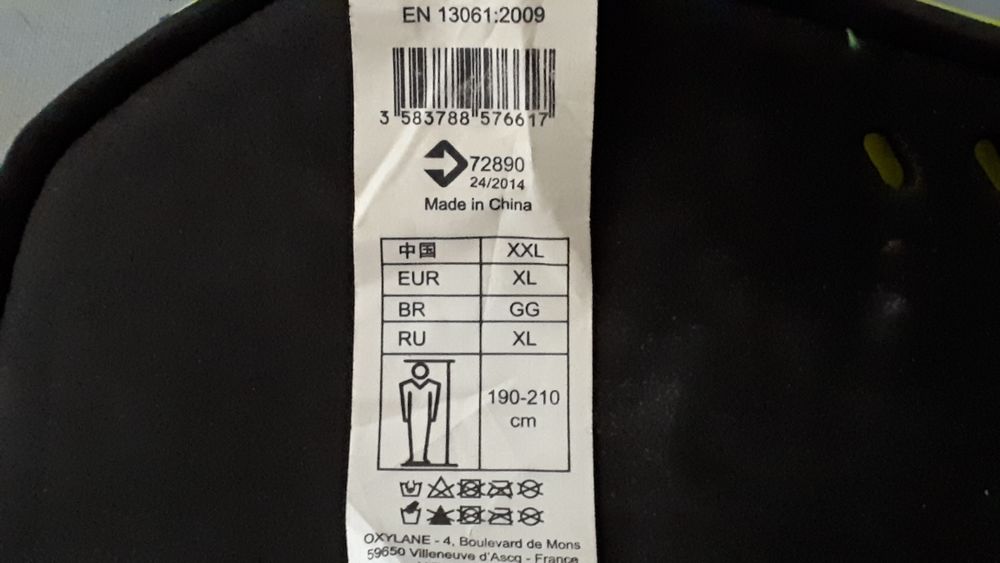 EN 13061:2009
3 583788 576617
72890
24/2014
Made in China
中国 XXL
EUR XL
BR GG
RU XL
190-210
cm
OXYLANE - 4, Boulevard de Mons
59650 Villeneuve d'Ascq - France